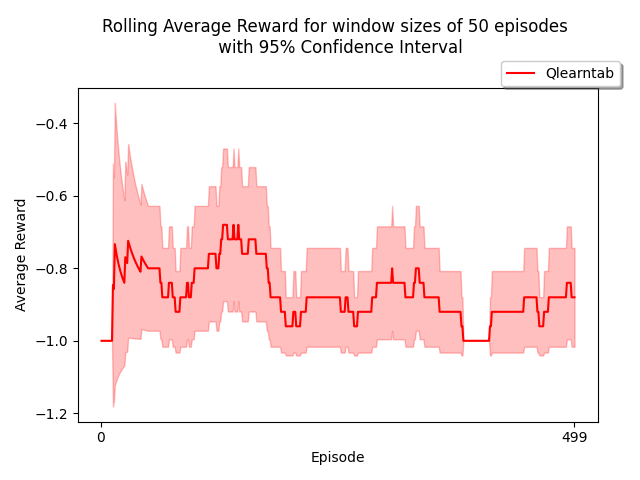 Rolling Average Reward for window sizes of 50 episodes
with 95% Confidence Interval
Qlearntab
Average Reward
−0.4
−0.6
−0.8
−1.0
−1.2
0
499
Episode